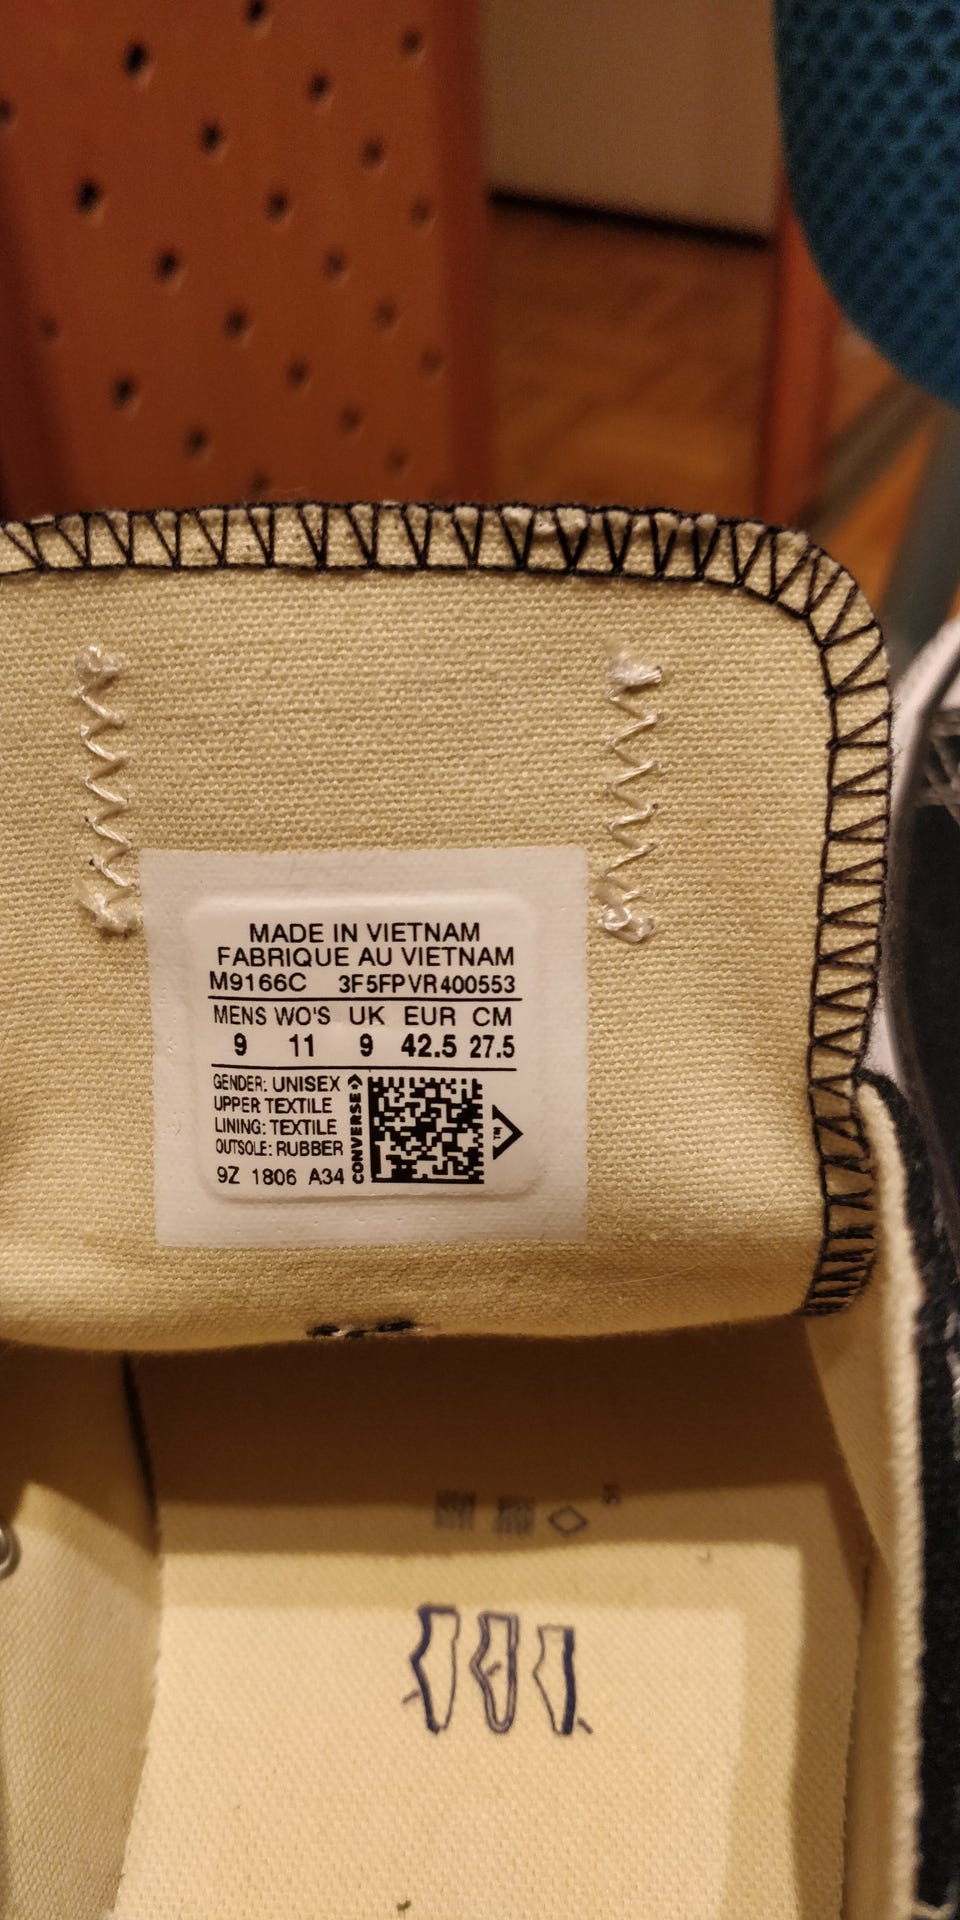 MADE IN VIETNAM
FABRIQUE AU VIETNAM
M9166C 3F5FPVR400553
MENS WO'S UK EUR CM
9 11 9 42.5 27.5
GENDER: UNISEX
UPPER TEXTILE
LINING: TEXTILE
OUTSOLE: RUBBER
9Z 1806 A34
CONVERSE
TM